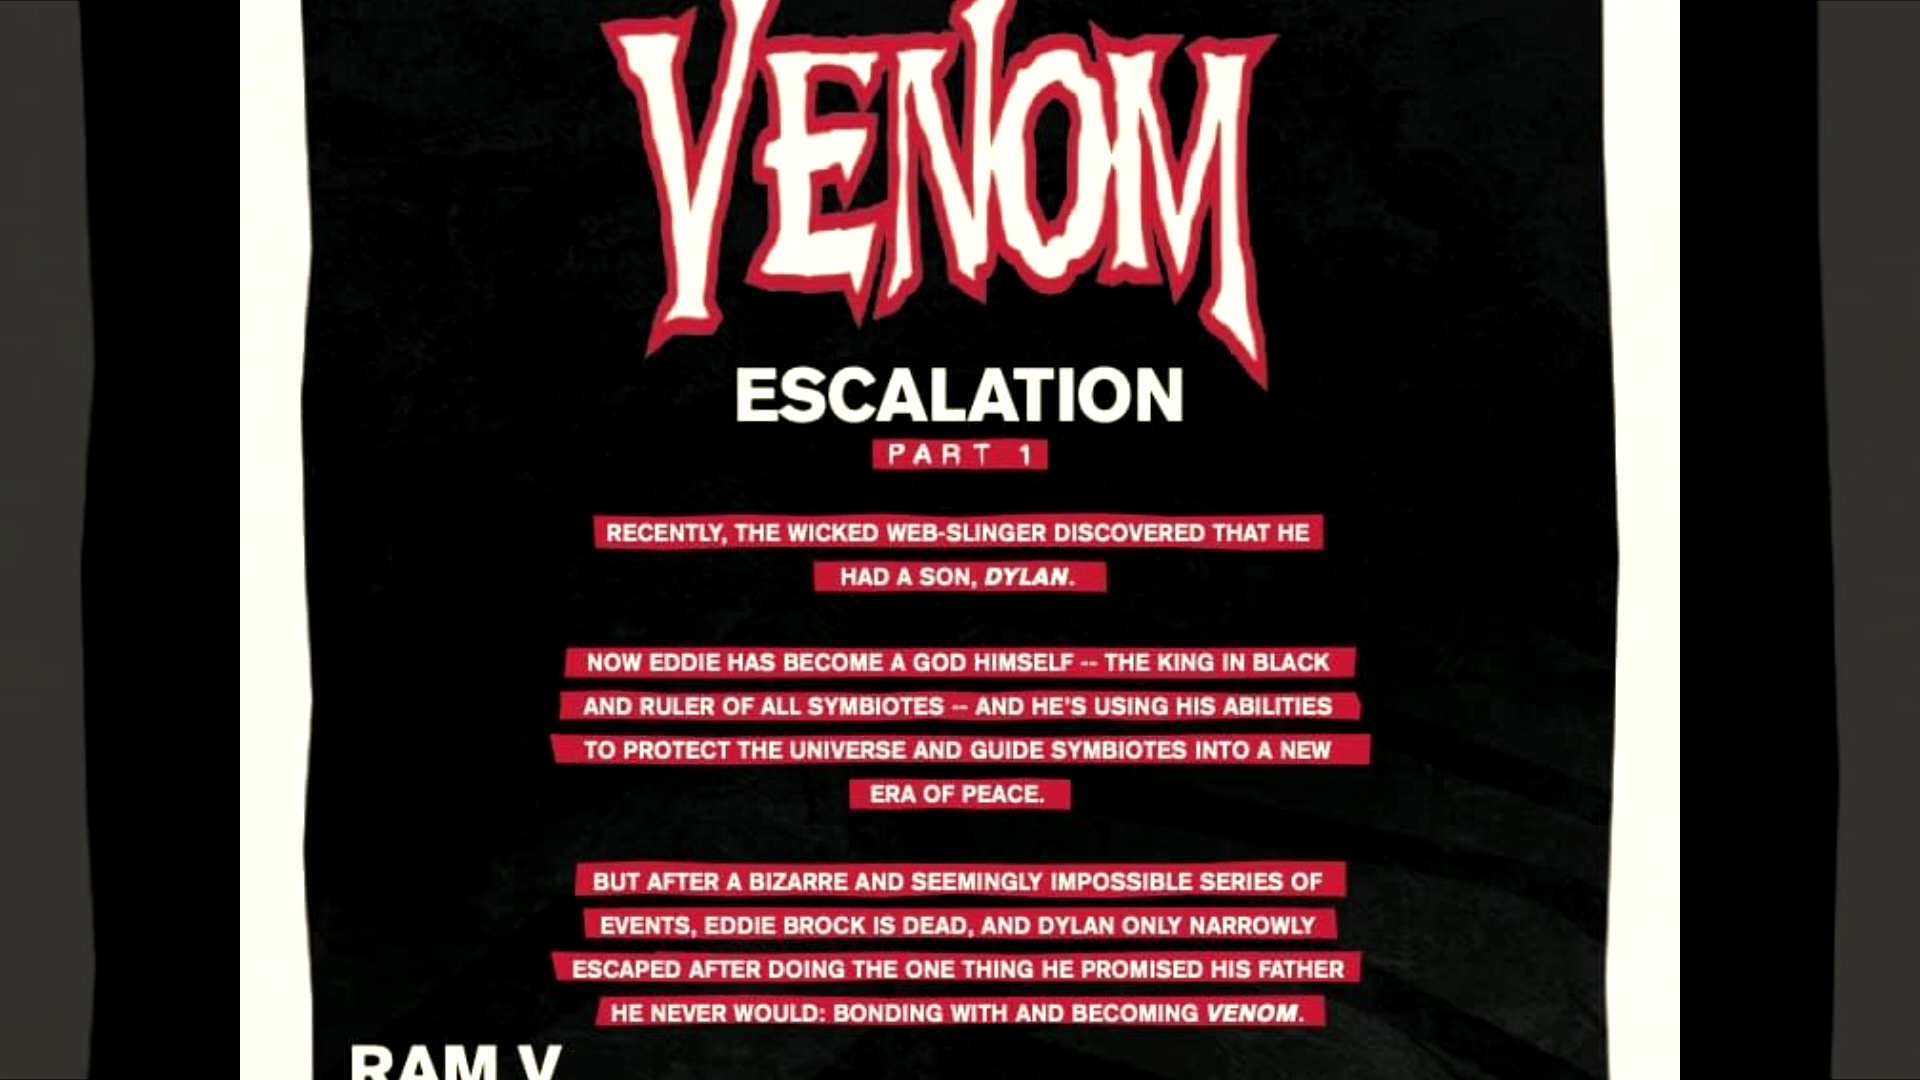 VENOM
ESCALATION
PART 1
RECENTLY, THE WICKED WEB-SLINGER DISCOVERED THAT HE
HAD A SON, DYLAN.
NOW EDDIE HAS BECOME A GOD HIMSELF -- THE KING IN BLACK
AND RULER OF ALL SYMBIOTES -- AND HE'S USING HIS ABILITIES
TO PROTECT THE UNIVERSE AND GUIDE SYMBIOTES INTO A NEW
ERA OF PEACE.
BUT AFTER A BIZARRE AND SEEMINGLY IMPOSSIBLE SERIES OF
EVENTS, EDDIE BROCK IS DEAD, AND DYLAN ONLY NARROWLY
ESCAPED AFTER DOING THE ONE THING HE PROMISED HIS FATHER
HE NEVER WOULD: BONDING WITH AND BECOMING VENOM.
RAM V